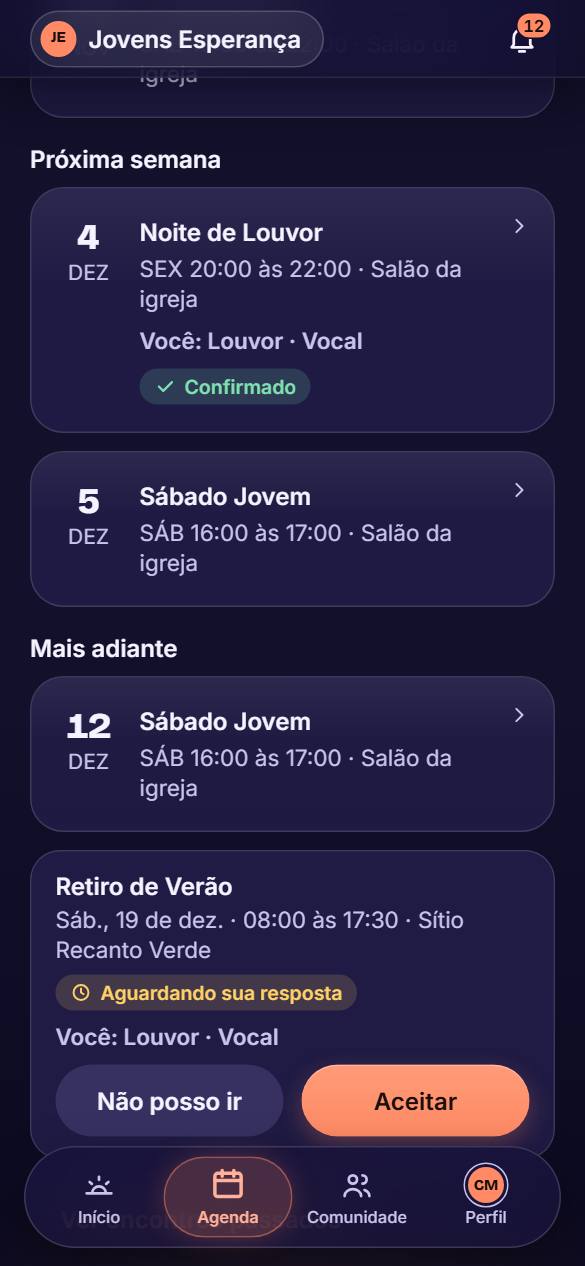 JE Jovens Esperança
12
igreja
Próxima semana
4
DEZ
Noite de Louvor
SEX 20:00 às 22:00 · Salão da
igreja
Você: Louvor · Vocal
Confirmado
5
DEZ
Sábado Jovem
SÁB 16:00 às 17:00 · Salão da
igreja
Mais adiante
12
DEZ
Sábado Jovem
SÁB 16:00 às 17:00 · Salão da
igreja
Retiro de Verão
Sáb., 19 de dez. · 08:00 às 17:30 · Sítio
Recanto Verde
Aguardando sua resposta
Você: Louvor · Vocal
Não posso ir
Aceitar
CM
Início
Agenda
Comunidade
Perfil